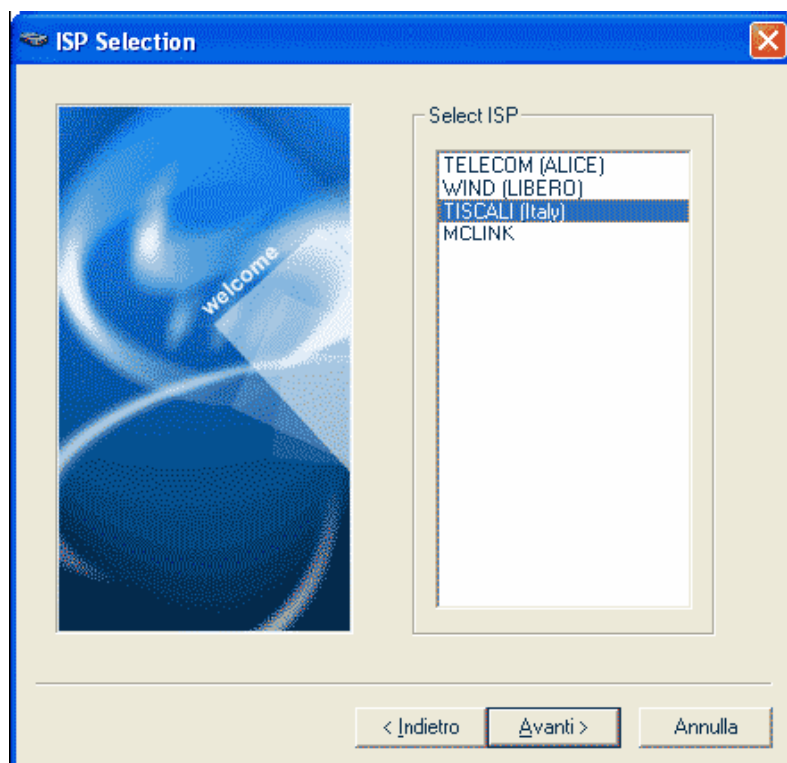 ISP Selection
welcome
Select ISP
TELECOM (ALICE)
WIND (LIBERO)
TISCALI (Italy)
MCLINK
< Indietro
Avanti >
Annulla